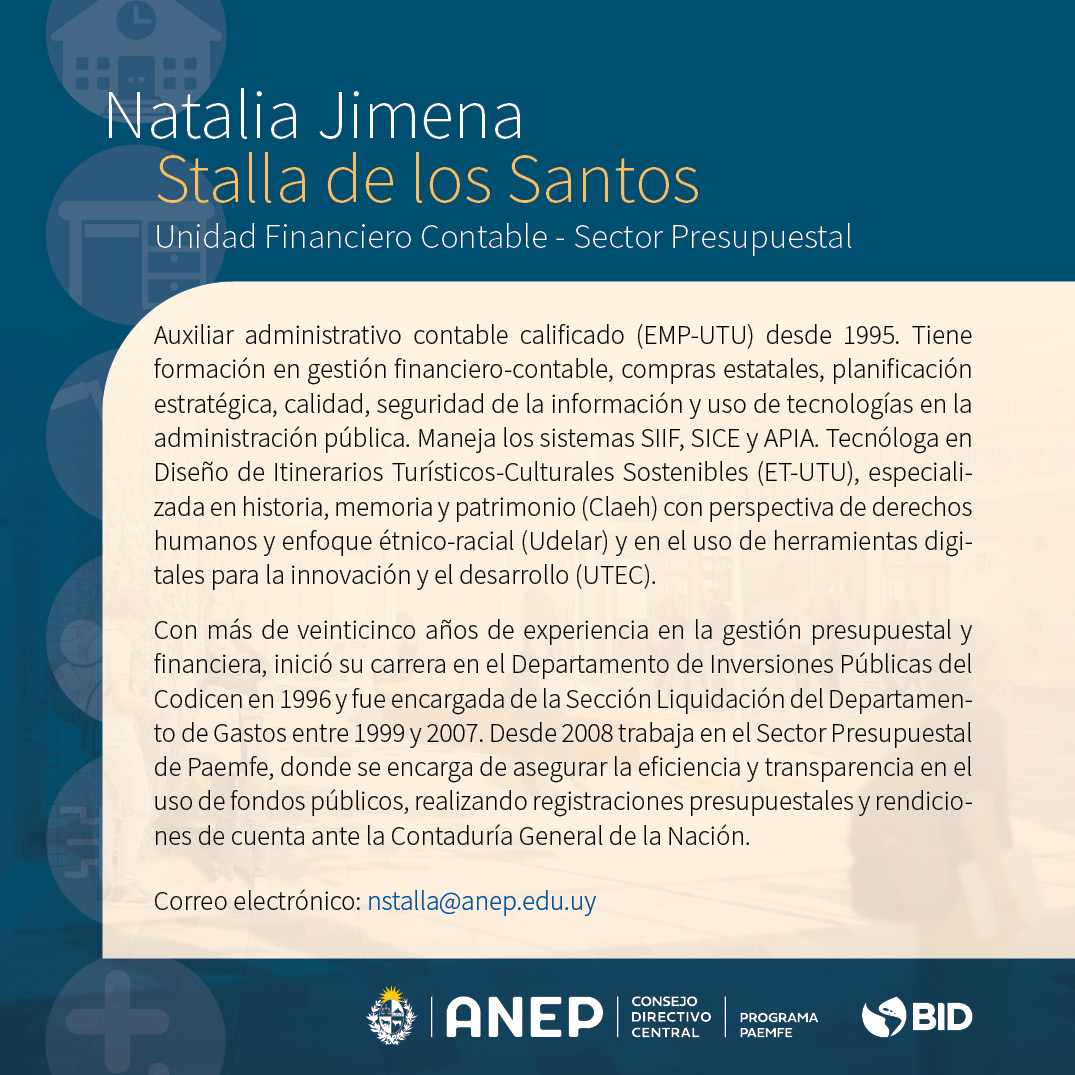 Natalia Jimena
Stalla de los Santos
Unidad Financiero Contable - Sector Presupuestal
Auxiliar administrativo contable calificado (EMP-UTU) desde 1995. Tiene
formación en gestión financiero-contable, compras estatales, planificación
estratégica, calidad, seguridad de la información y uso de tecnologías en la
administración pública. Maneja los sistemas SIIF, SICE y APIA. Tecnóloga en
Diseño de Itinerarios Turísticos-Culturales Sostenibles (ET-UTU), especiali-
zada en historia, memoria y patrimonio (Claeh) con perspectiva de derechos
humanos y enfoque étnico-racial (Udelar) y en el uso de herramientas digi-
tales para la innovación y el desarrollo (UTEC).
Con más de veinticinco años de experiencia en la gestión presupuestal y
financiera, inició su carrera en el Departamento de Inversiones Públicas del
Codicen en 1996 y fue encargada de la Sección Liquidación del Departamen-
to de Gastos entre 1999 y 2007. Desde 2008 trabaja en el Sector Presupuestal
de Paemfe, donde se encarga de asegurar la eficiencia y transparencia en el
uso de fondos públicos, realizando registraciones presupuestales y rendicio-
nes de cuenta ante la Contaduría General de la Nación.
Correo electrónico: nstalla@anep.edu.uy
ANEP
CONSEJO
DIRECTIVO
CENTRAL
PROGRAMA
PAEMFE
BID